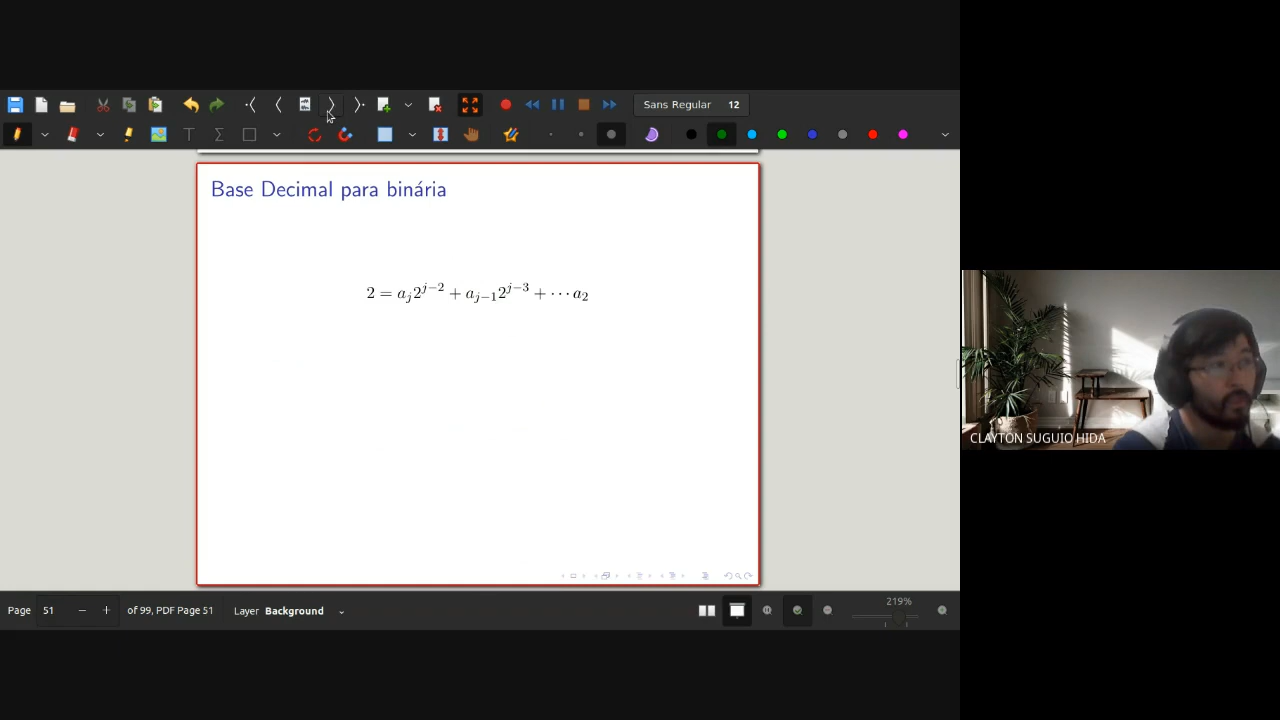 Sans Regular 12
Base Decimal para binária
2 = a_j 2^{j−2} + a_{j−1} 2^{j−3} + ⋯ a_2
CLAYTON SUGUIO HIDA
Page 51 − + of 99, PDF Page 51 Layer Background 219%